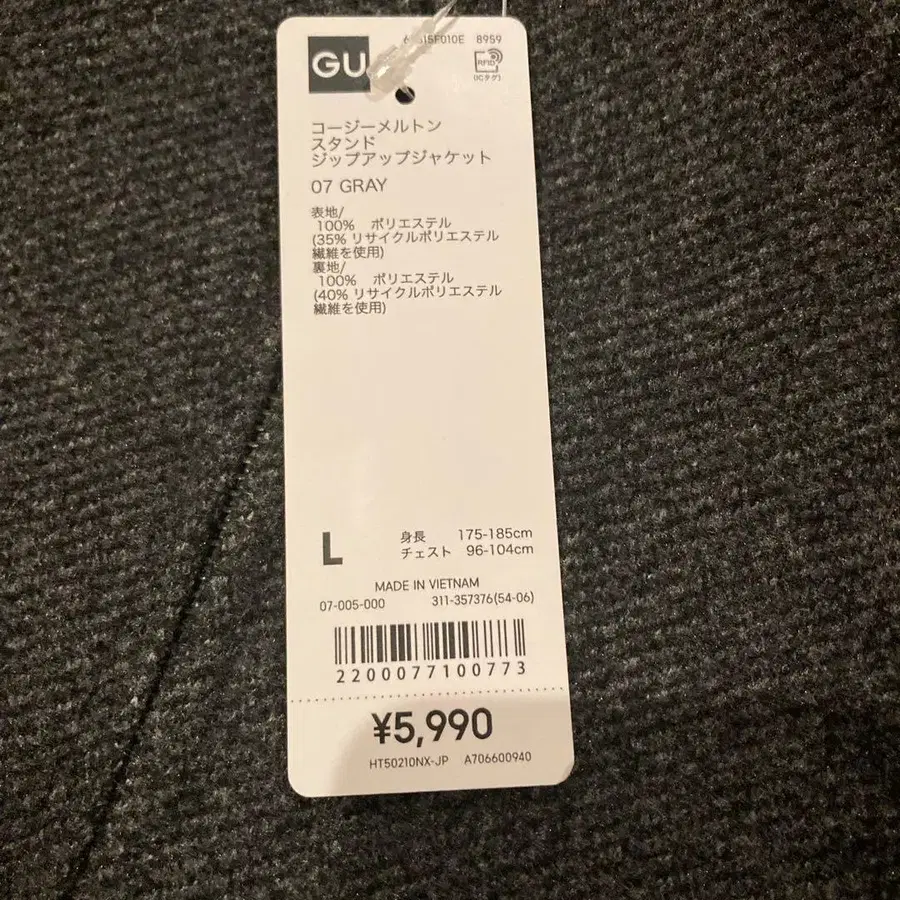 GU
8959
RFID
(ICタグ)
コージーメルトン
スタンド
ジップアップジャケット
07 GRAY
表地/
100% ポリエステル
(35% リサイクルポリエステル
繊維を使用)
裏地/
100% ポリエステル
(40% リサイクルポリエステル
繊維を使用)
L
身長 175-185cm
チェスト 96-104cm
MADE IN VIETNAM
07-005-000 311-357376(54-06)
2200077100773
¥5,990
HT50210NX-JP A706600940